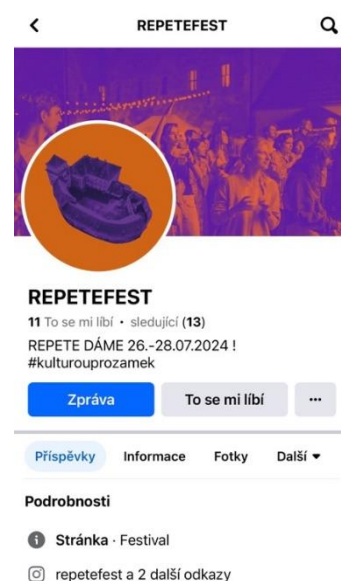 REPETEFEST
REPETEFEST
11 To se mi líbí • sledující (13)
REPETE DÁME 26.-28.07.2024 !
#kulturouprozamek
Zpráva
To se mi líbí
Příspěvky
Informace
Fotky
Další
Podrobnosti
Stránka · Festival
repetefest a 2 další odkazy